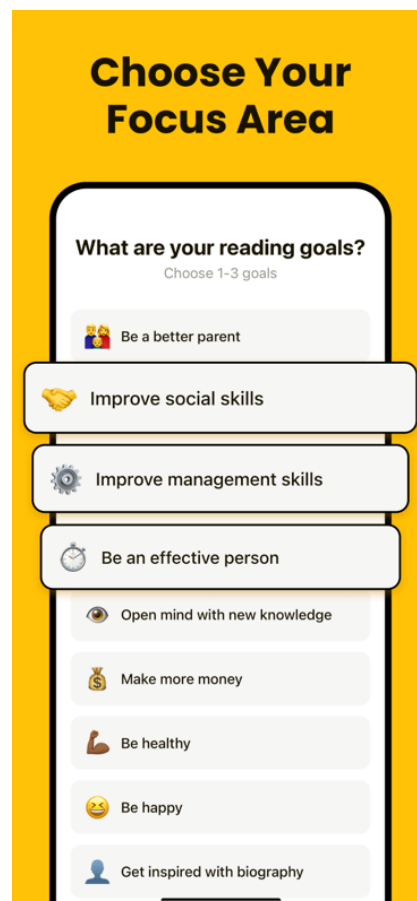 Choose Your
Focus Area
What are your reading goals?
Choose 1-3 goals
Be a better parent
Improve social skills
Improve management skills
Be an effective person
Open mind with new knowledge
Make more money
Be healthy
Be happy
Get inspired with biography